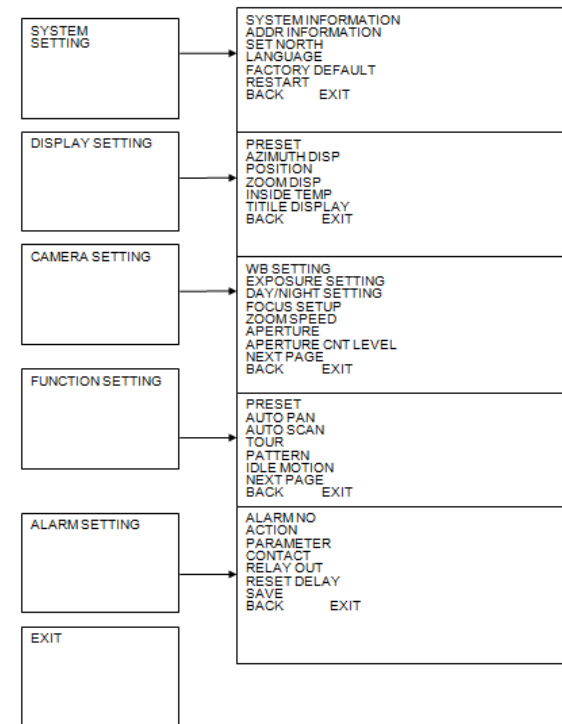 SYSTEM
SETTING
SYSTEM INFORMATION
ADDR INFORMATION
SET NORTH
LANGUAGE
FACTORY DEFAULT
RESTART
BACK EXIT
DISPLAY SETTING
PRESET
AZIMUTH DISP
POSITION
ZOOM DISP
INSIDE TEMP
TITILE DISPLAY
BACK EXIT
CAMERA SETTING
WB SETTING
EXPOSURE SETTING
DAY/NIGHT SETTING
FOCUS SETUP
ZOOM SPEED
APERTURE
APERTURE CNT LEVEL
NEXT PAGE
BACK EXIT
FUNCTION SETTING
PRESET
AUTO PAN
AUTO SCAN
TOUR
PATTERN
IDLE MOTION
NEXT PAGE
BACK EXIT
ALARM SETTING
ALARM NO
ACTION
PARAMETER
CONTACT
RELAY OUT
RESET DELAY
SAVE
BACK EXIT
EXIT